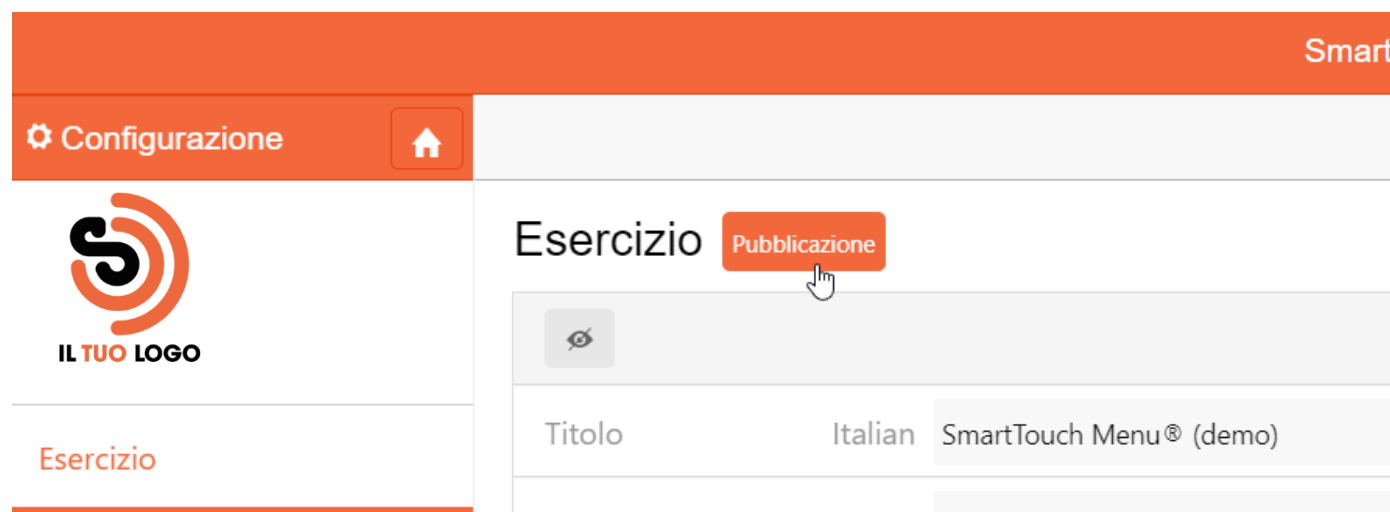 Smart
Configurazione
IL TUO LOGO
Esercizio
Esercizio Pubblicazione
Titolo Italian SmartTouch Menu® (demo)